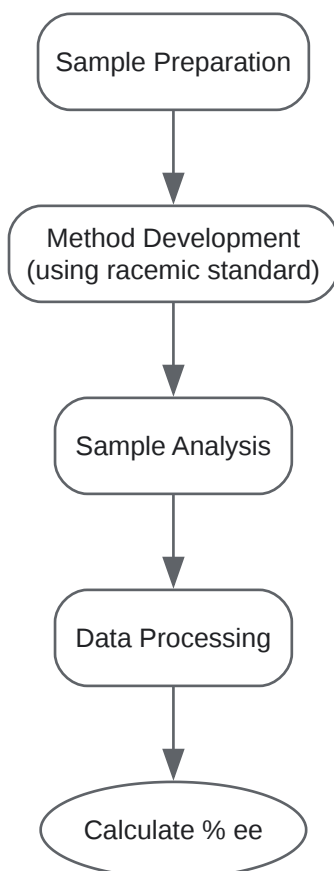 Sample Preparation
Method Development
(using racemic standard)
Sample Analysis
Data Processing
Calculate % ee